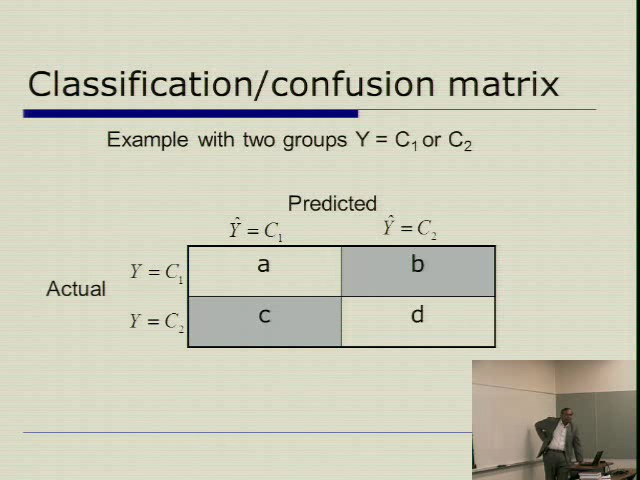 Classification/confusion matrix
Example with two groups Y = C₁ or C₂
Predicted
Ŷ = C₁ Ŷ = C₂
Y = C₁ a b
Actual
Y = C₂ c d